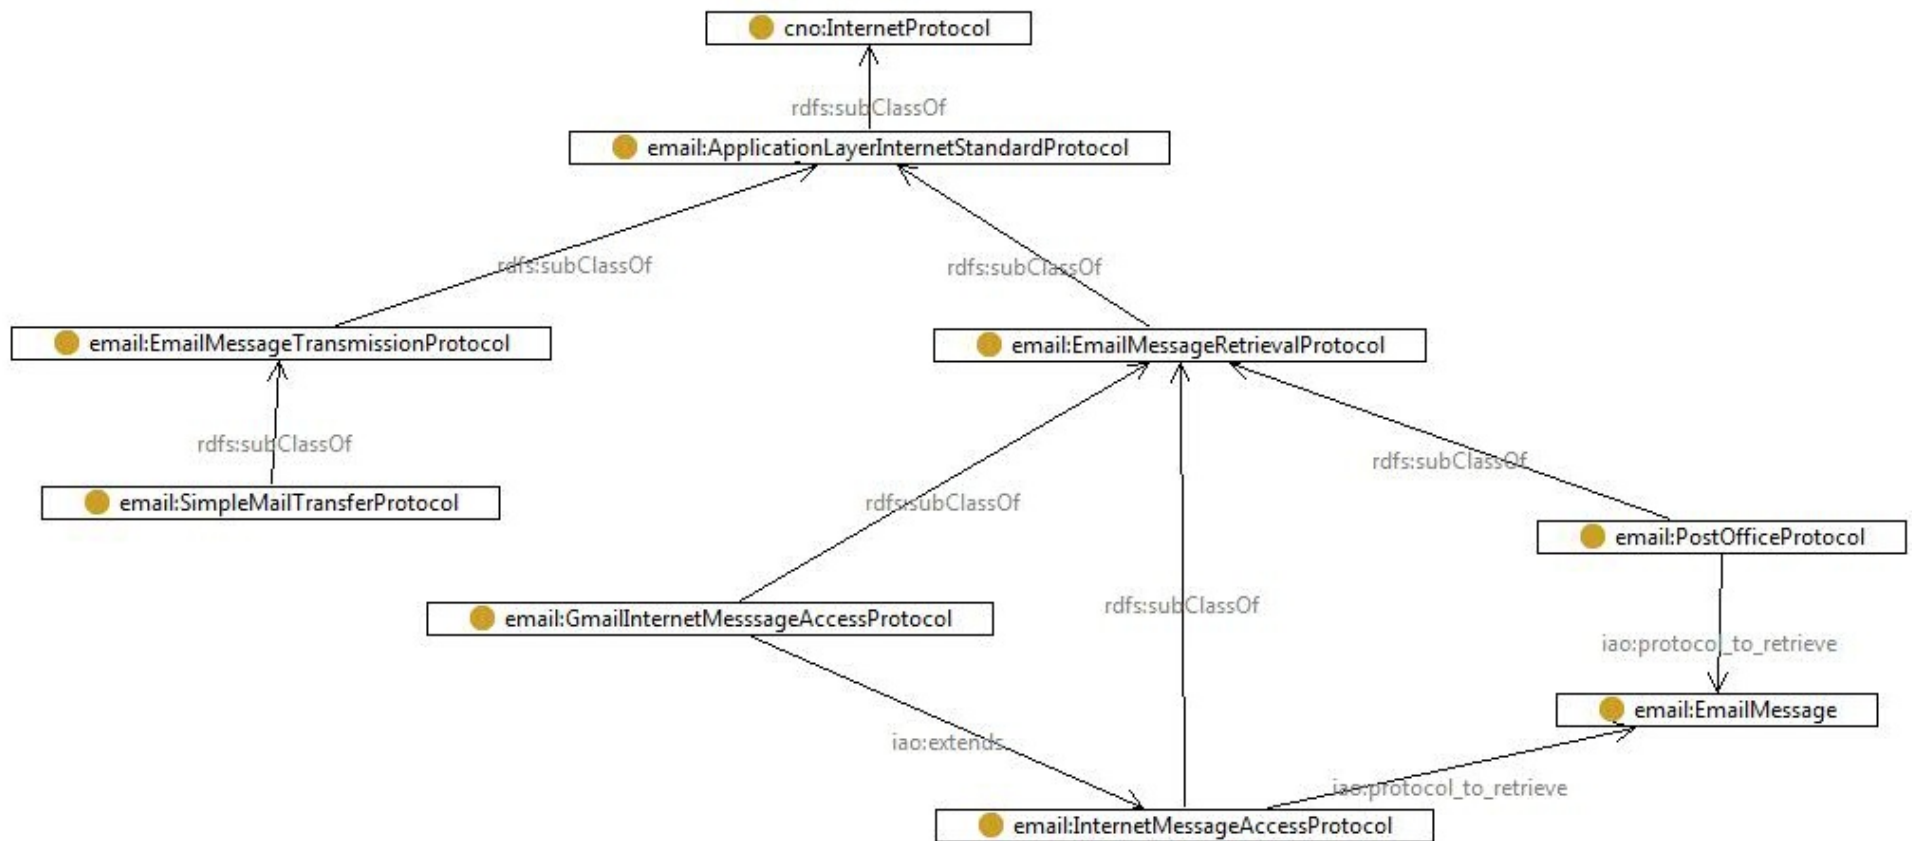 cno:InternetProtocol
rdfs:subClassOf
email:ApplicationLayerInternetStandardProtocol
rdfs:subClassOf
rdfs:subClassOf
email:EmailMessageTransmissionProtocol
email:EmailMessageRetrievalProtocol
rdfs:subClassOf
rdfs:subClassOf
email:SimpleMailTransferProtocol
rdfs:subClassOf
email:PostOfficeProtocol
rdfs:subClassOf
email:GmailInternetMesssageAccessProtocol
iao:protocol_to_retrieve
email:EmailMessage
iao:extends
iao:protocol_to_retrieve
email:InternetMessageAccessProtocol